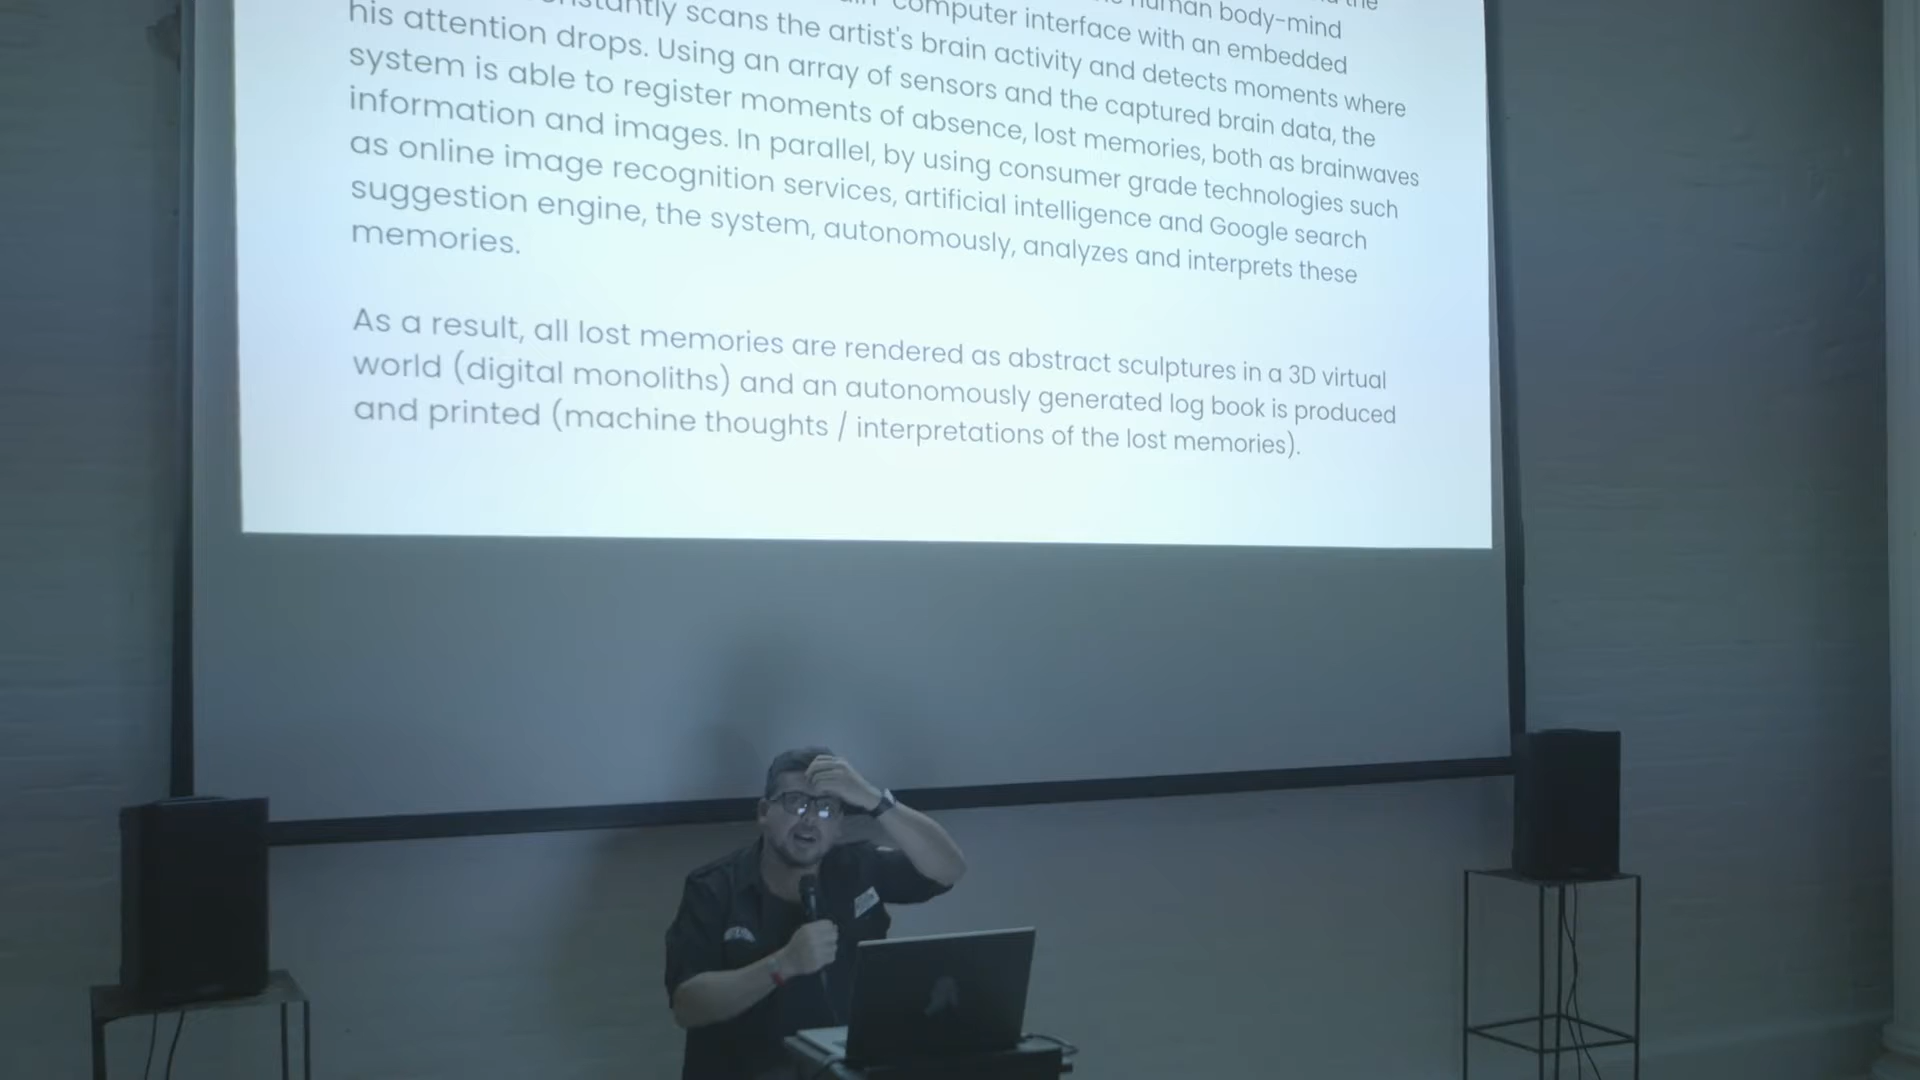 the
human body-mind
computer interface with an embedded
constantly scans the artist's brain activity and detects moments where
his attention drops. Using an array of sensors and the captured brain data, the
system is able to register moments of absence, lost memories, both as brainwaves
information and images. In parallel, by using consumer grade technologies such
as online image recognition services, artificial intelligence and Google search
suggestion engine, the system, autonomously, analyzes and interprets these
memories.
As a result, all lost memories are rendered as abstract sculptures in a 3D virtual
world (digital monoliths) and an autonomously generated log book is produced
and printed (machine thoughts / interpretations of the lost memories).